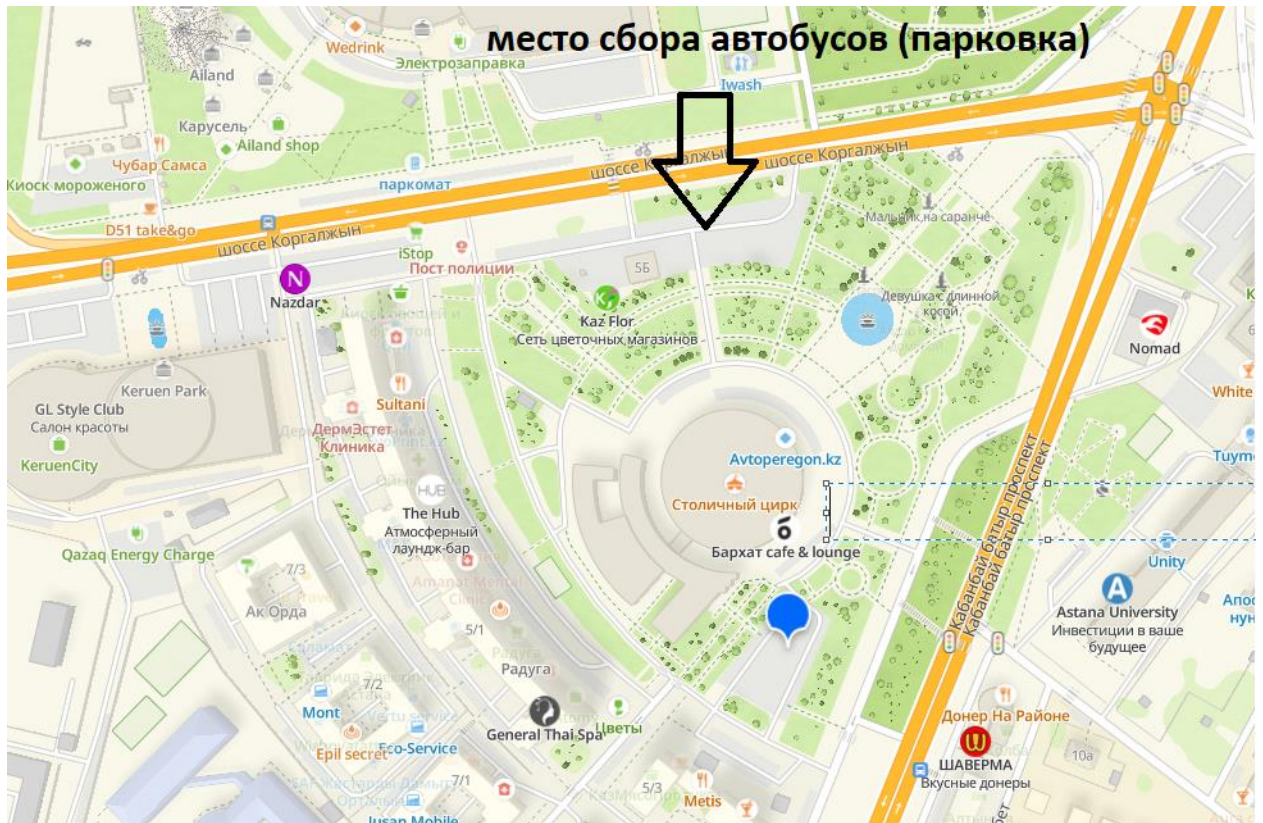 место сбора автобусов (парковка)
Wedrink
Электрозаправка
Iwash
Ailand
Карусель
Ailand shop
Чубар Самса
Киоск мороженого
паркомат
шоссе Коргалжын
шоссе Коргалжын
D51 take&go
шоссе Коргалжын
iStop
Пост полиции
Nazdar
5Б
Мальчик на саранче
Девушка с длинной
косой
Kaz Flor
Сеть цветочных магазинов
Nomad
Keruen Park
GL Style Club
Салон красоты
KeruenCity
Sultani
ДермЭстет
Клиника
White
Avtoperegon.kz
Столичный цирк
HUB
The Hub
Атмосферный
лаундж-бар
Бархат cafe & lounge
Кабанбай батыр проспект
Кабанбай батыр проспект
Unity
Qazaq Energy Charge
7/3
Ак Орда
Amanat Mental
Clinic
5/1
Радуга
Astana University
Инвестиции в ваше
будущее
7/2
Mont
General Thai Spa
Цветы
Epil secret
Eco-Service
Донер На Районе
ШАВЕРМА
Вкусные донеры
10а
7/1
5/3
Metis
Jusan Mobile